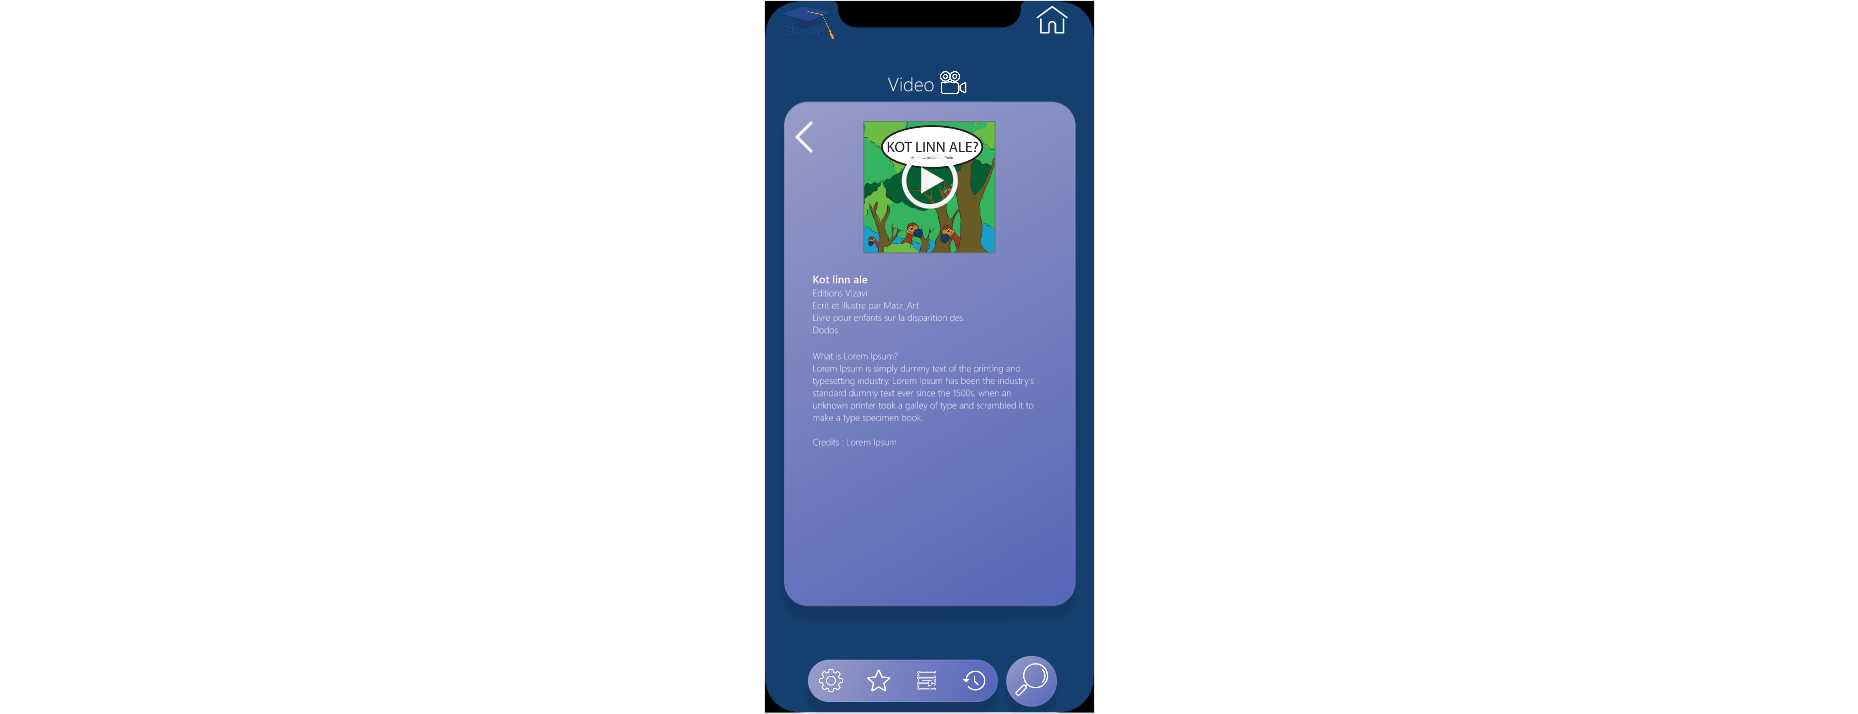 Video
KOT LINN ALE?
Kot linn ale
Editions Vizavi
Ecrit et illustre par Matz_Art
Livre pour enfants sur la disparition des
Dodos
What is Lorem Ipsum?
Lorem Ipsum is simply dummy text of the printing and
typesetting industry. Lorem Ipsum has been the industry's
standard dummy text ever since the 1500s, when an
unknown printer took a galley of type and scrambled it to
make a type specimen book.
Credits : Lorem Ipsum